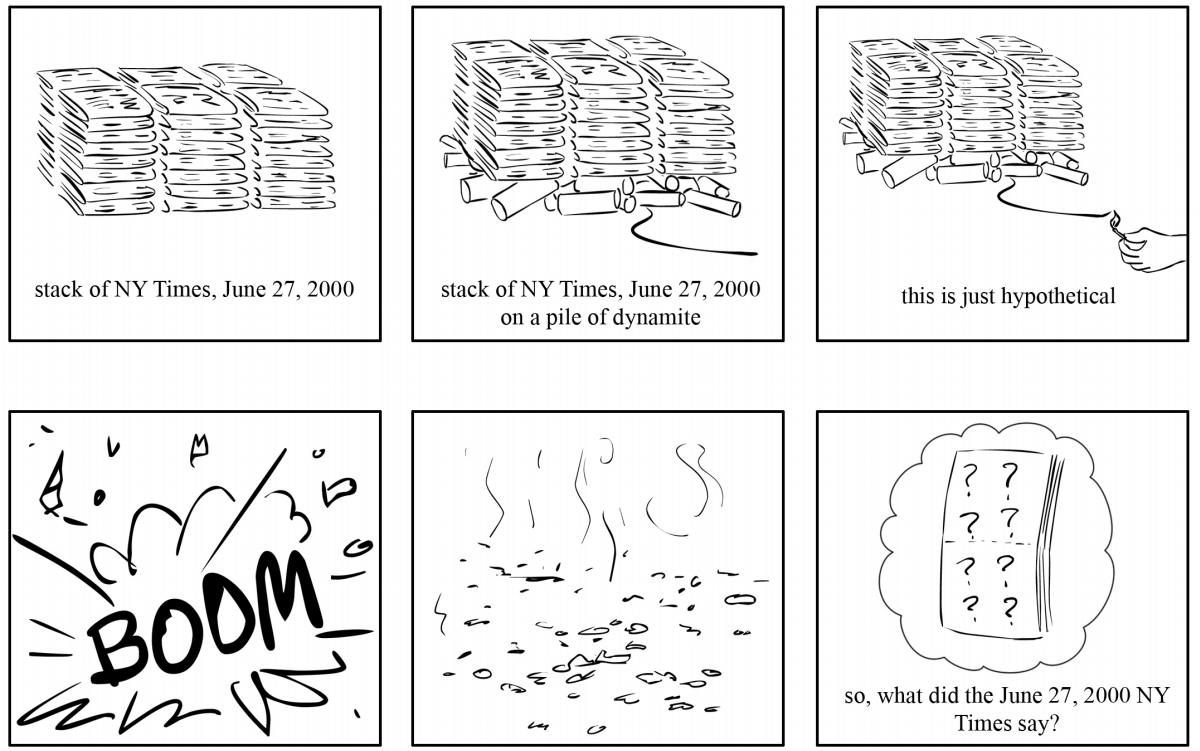 stack of NY Times, June 27, 2000
stack of NY Times, June 27, 2000
on a pile of dynamite
this is just hypothetical
BOOM
? ?
? ?
? ?
? ?
so, what did the June 27, 2000 NY
Times say?